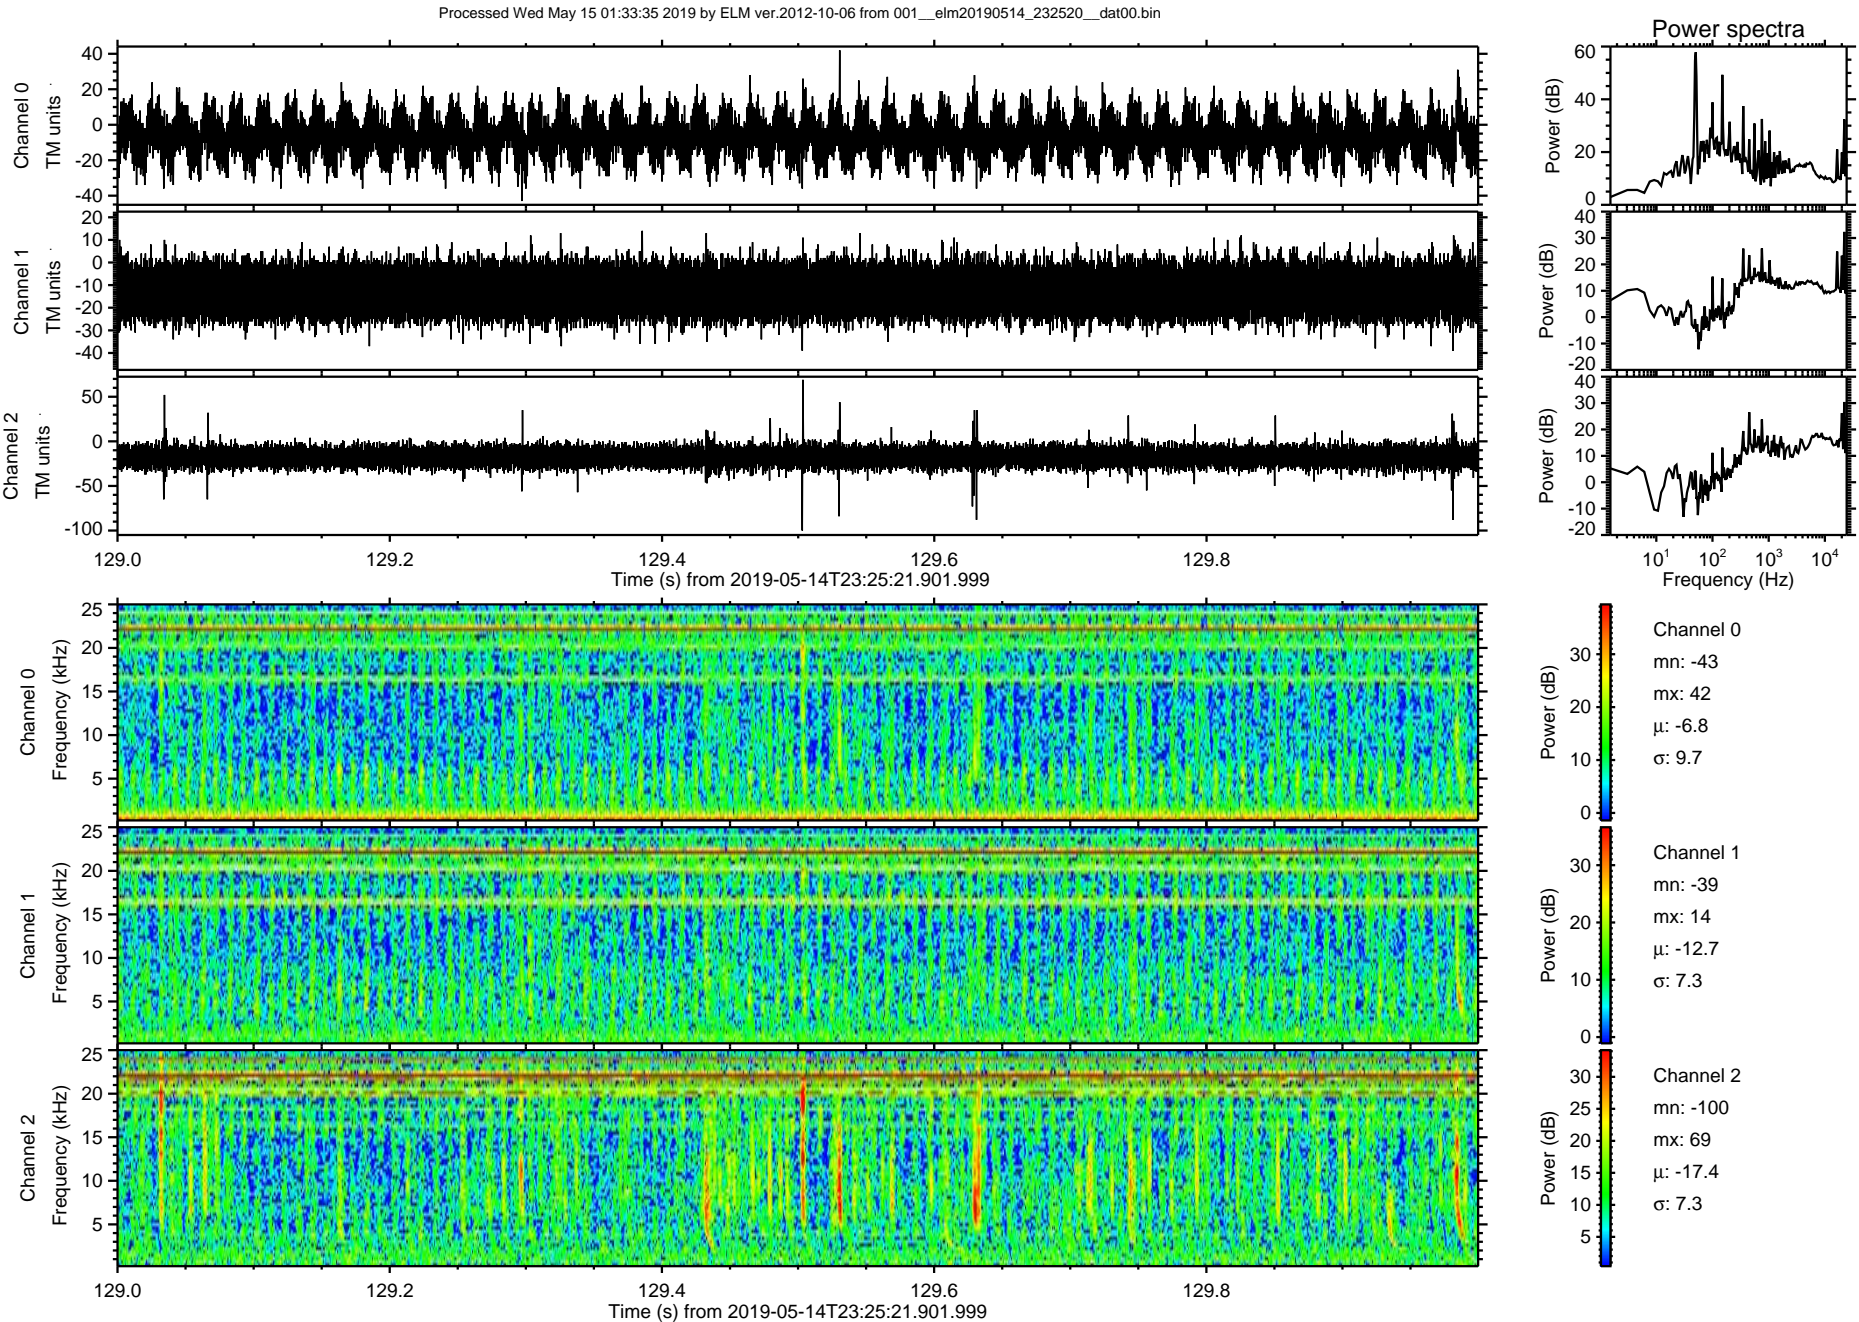 Processed Wed May 15 01:33:35 2019 by ELM ver.2012-10-06 from 001__elm20190514_232520__dat00.bin
Power spectra
Channel 0
TM units
40
20
0
-20
-40
Power (dB)
60
40
20
0
Channel 1
TM units
20
10
0
-10
-20
-30
-40
Power (dB)
40
30
20
10
0
-10
-20
Channel 2
TM units
50
0
-50
-100
Power (dB)
40
30
20
10
0
-10
-20
129.0 129.2 129.4 129.6 129.8
Time (s) from 2019-05-14T23:25:21.901.999
10^1 10^2 10^3 10^4
Frequency (Hz)
Channel 0
Frequency (kHz)
25
20
15
10
5
Power (dB)
30
20
10
0
Channel 0
mn: -43
mx: 42
μ: -6.8
σ: 9.7
Channel 1
Frequency (kHz)
25
20
15
10
5
Power (dB)
30
20
10
0
Channel 1
mn: -39
mx: 14
μ: -12.7
σ: 7.3
Channel 2
Frequency (kHz)
25
20
15
10
5
Power (dB)
30
25
20
15
10
5
Channel 2
mn: -100
mx: 69
μ: -17.4
σ: 7.3
129.0 129.2 129.4 129.6 129.8
Time (s) from 2019-05-14T23:25:21.901.999